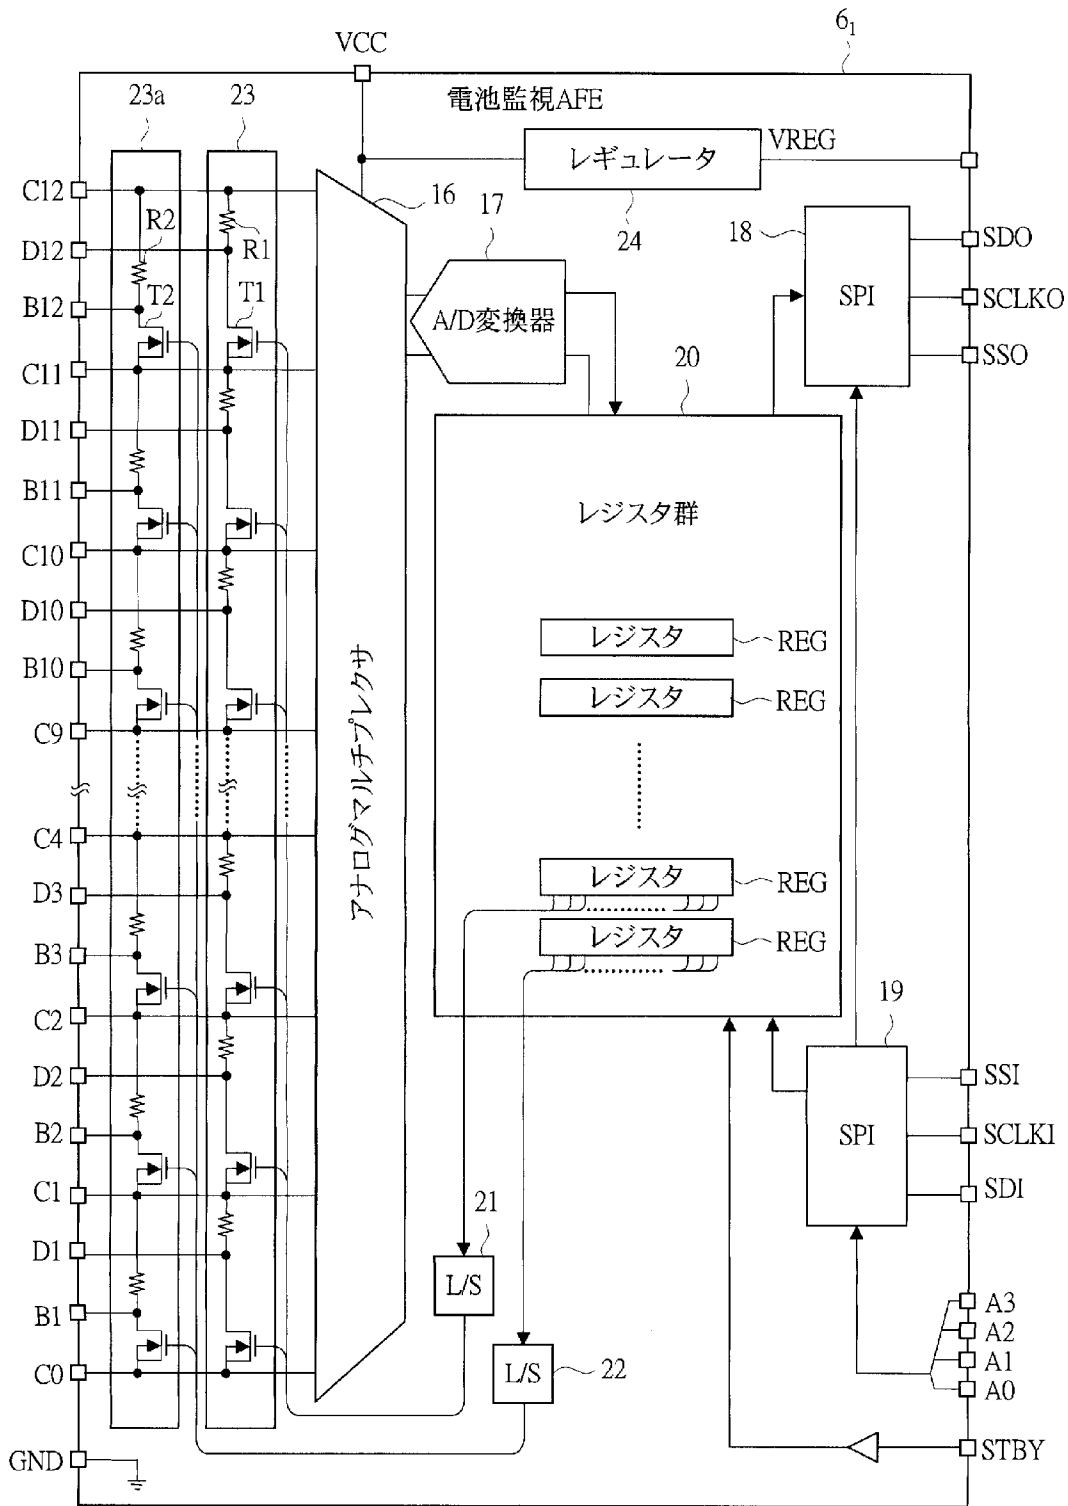 6₁
VCC
23a
23
電池監視AFE
レギュレータ
VREG
24
C12
D12
B12
C11
D11
B11
C10
D10
B10
C9
C4
D3
B3
C2
D2
B2
C1
D1
B1
C0
GND
R2
R1
T2
T1
16
アナログマルチプレクサ
17
A/D変換器
18
SPI
SDO
SCLKO
SSO
20
レジスタ群
レジスタ
REG
レジスタ
REG
レジスタ
REG
レジスタ
REG
19
SPI
SSI
SCLKI
SDI
21
L/S
L/S
22
A3
A2
A1
A0
STBY